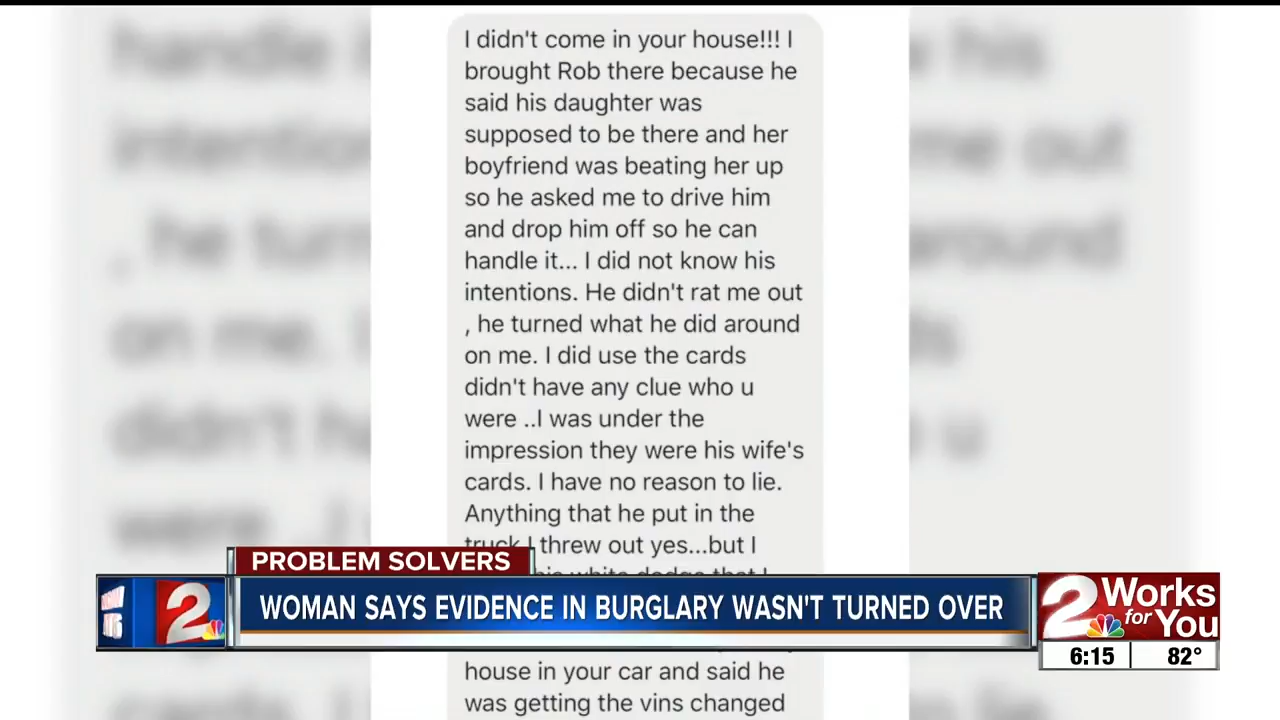 I didn't come in your house!!! I
brought Rob there because he
said his daughter was
supposed to be there and her
boyfriend was beating her up
so he asked me to drive him
and drop him off so he can
handle it... I did not know his
intentions. He didn't rat me out
, he turned what he did around
on me. I did use the cards
didn't have any clue who u
were ..I was under the
impression they were his wife's
cards. I have no reason to lie.
Anything that he put in the
truck I threw out yes...but I
his white dodge that I
house in your car and said he
was getting the vins changed
PROBLEM SOLVERS
2
WOMAN SAYS EVIDENCE IN BURGLARY WASN'T TURNED OVER
2 Works
for You
6:15 82°